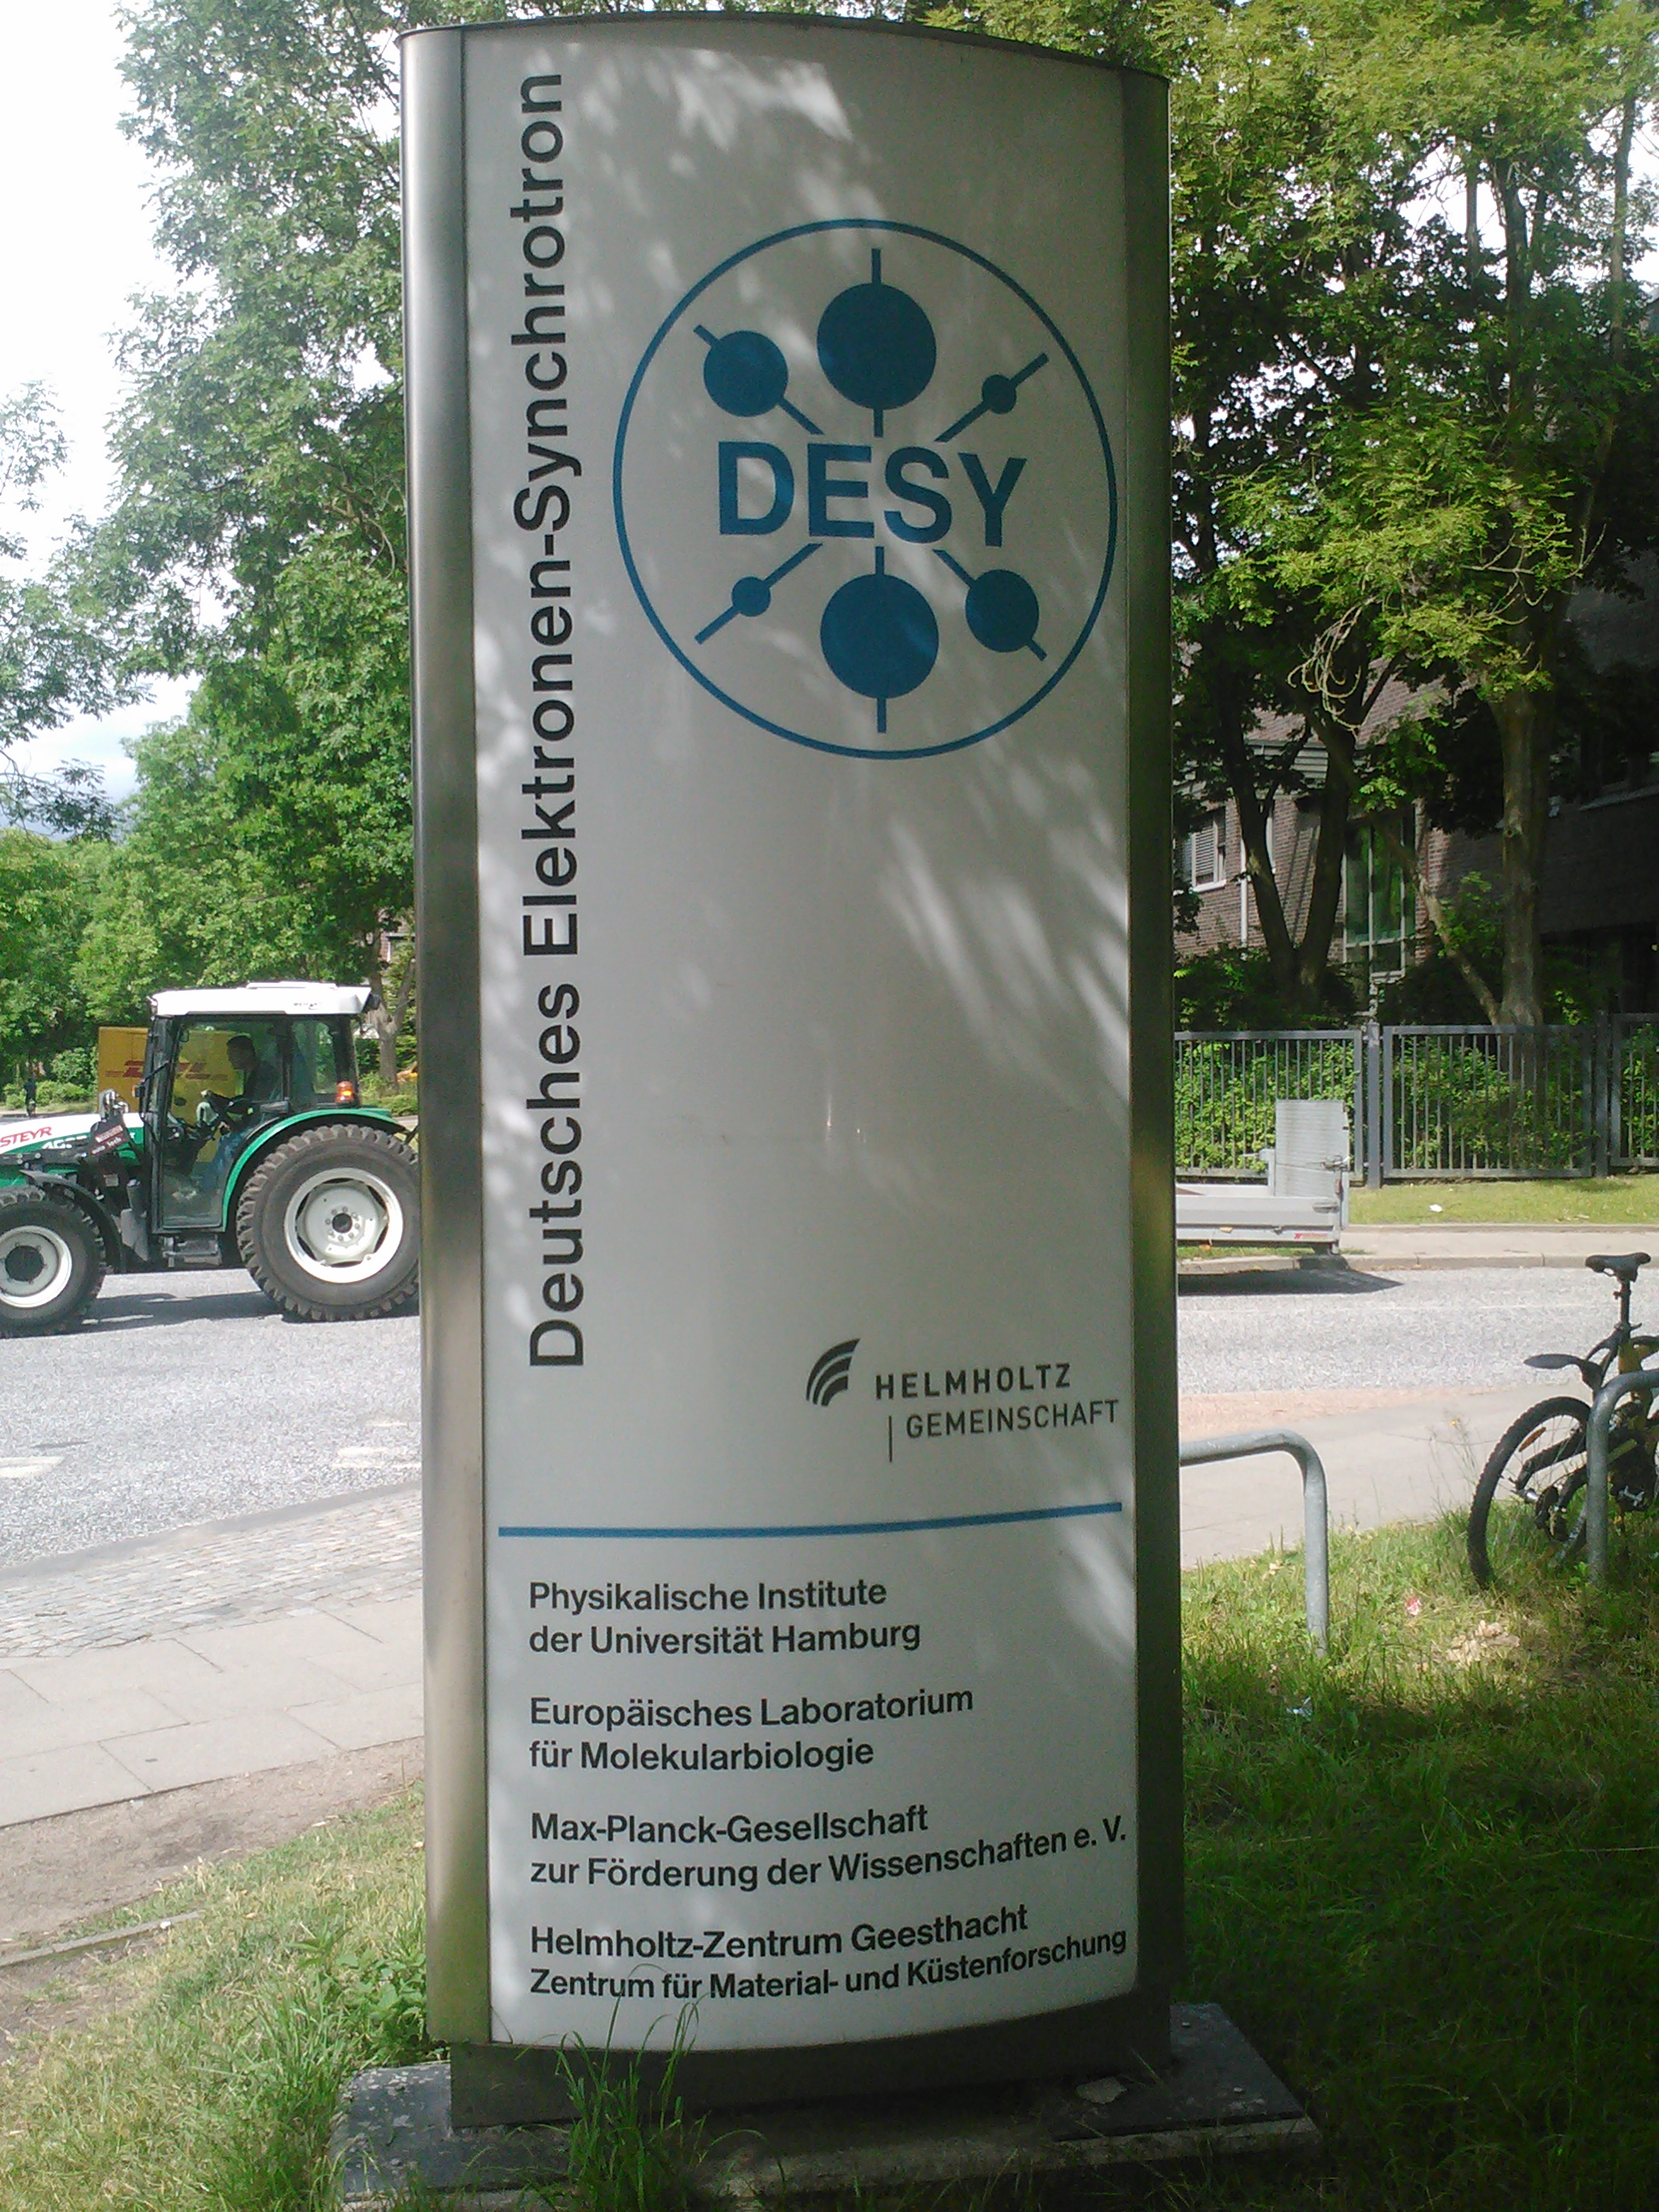 Deutsches Elektronen-Synchrotron
DESY
HELMHOLTZ
GEMEINSCHAFT
Physikalische Institute
der Universität Hamburg
Europäisches Laboratorium
für Molekularbiologie
Max-Planck-Gesellschaft
zur Förderung der Wissenschaften e. V.
Helmholtz-Zentrum Geesthacht
Zentrum für Material- und Küstenforschung
DHL
STEYR